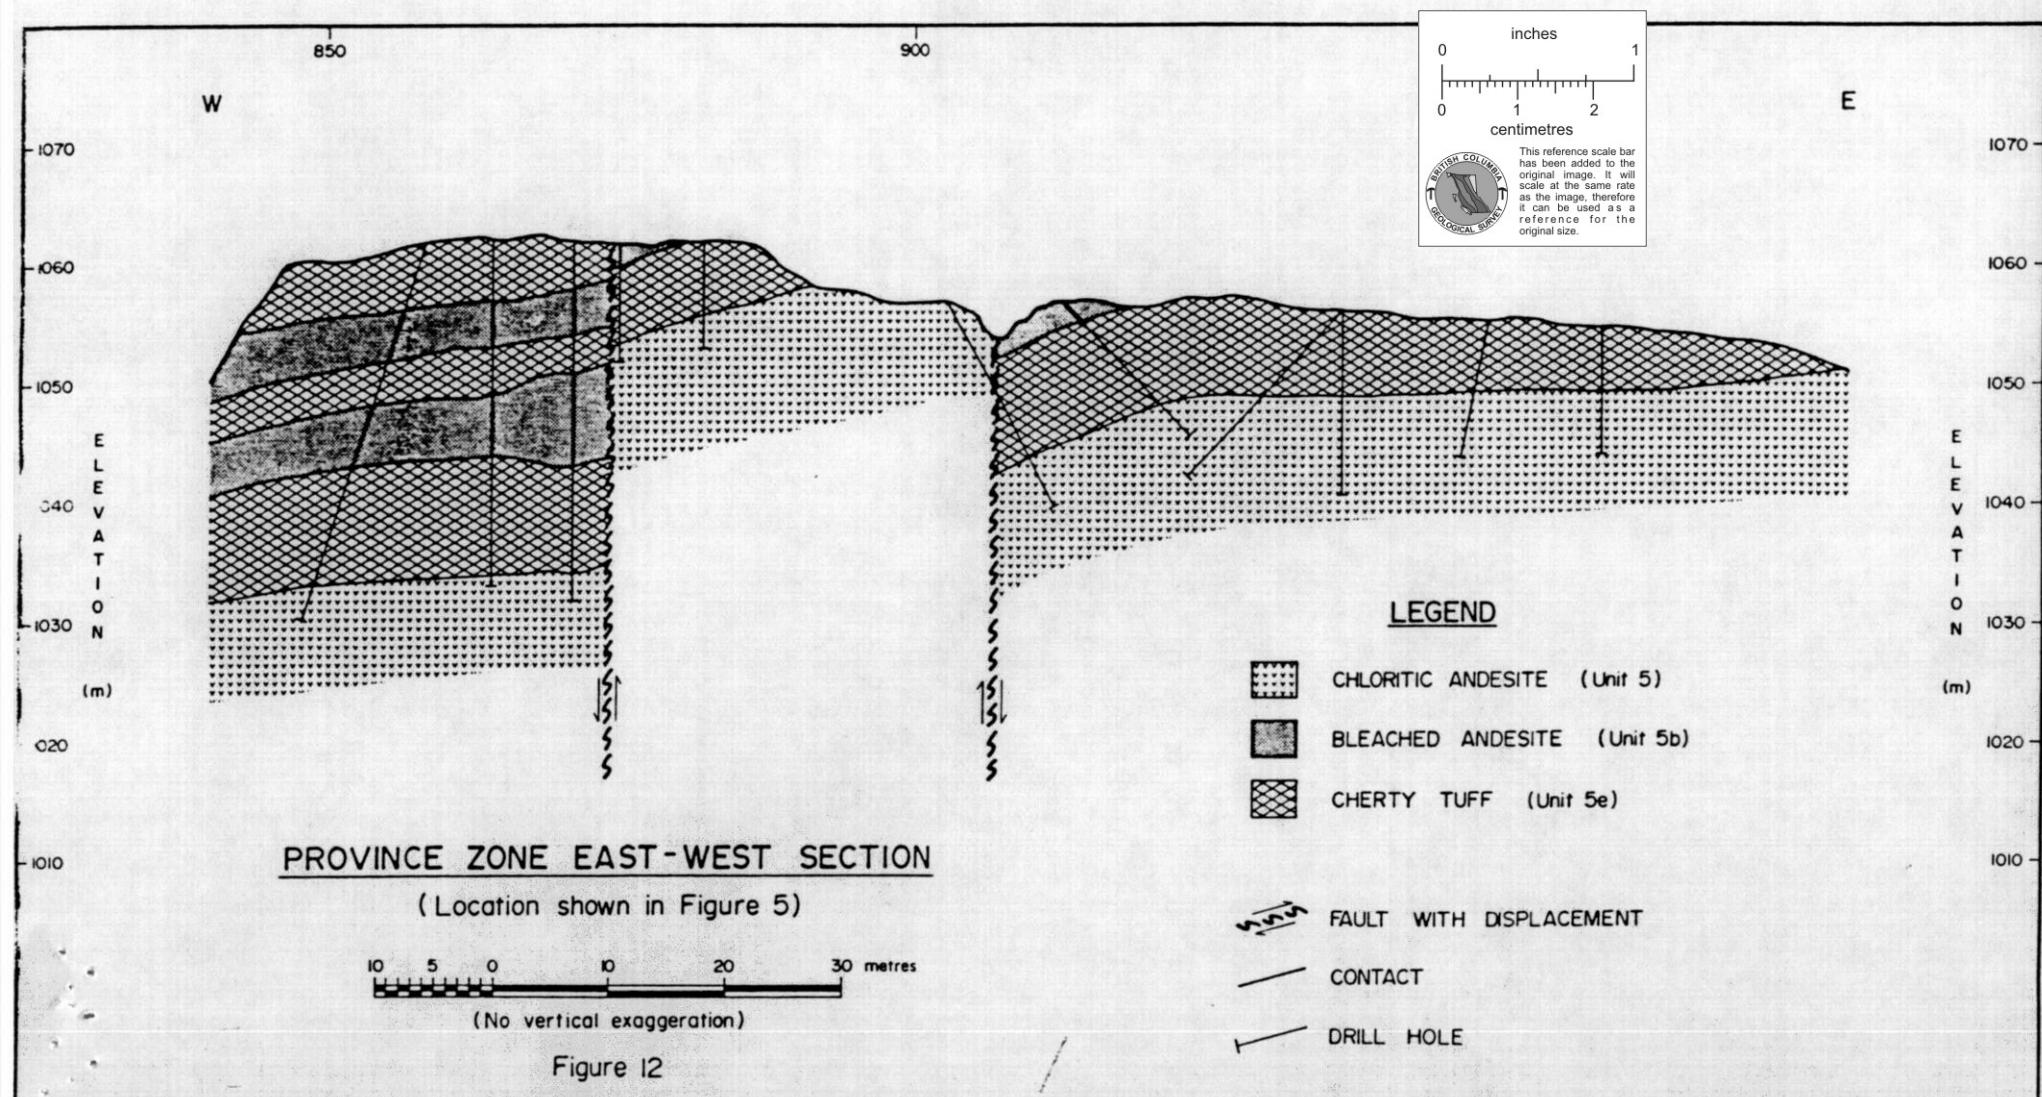 850
900
inches
0 1
0 1 2
centimetres
This reference scale bar
has been added to the
original image. It will
scale at the same rate
as the image, therefore
it can be used as a
reference for the
original size.
BRITISH COLUMBIA
GEOLOGICAL SURVEY
W
E
1070
1070
1060
1060
1050
1050
040
1040
1030
1030
020
1020
1010
1010
ELEVATION
(m)
ELEVATION
(m)
LEGEND
CHLORITIC ANDESITE (Unit 5)
BLEACHED ANDESITE (Unit 5b)
CHERTY TUFF (Unit 5e)
FAULT WITH DISPLACEMENT
CONTACT
DRILL HOLE
PROVINCE ZONE EAST-WEST SECTION
(Location shown in Figure 5)
10 5 0 10 20 30 metres
(No vertical exaggeration)
Figure 12